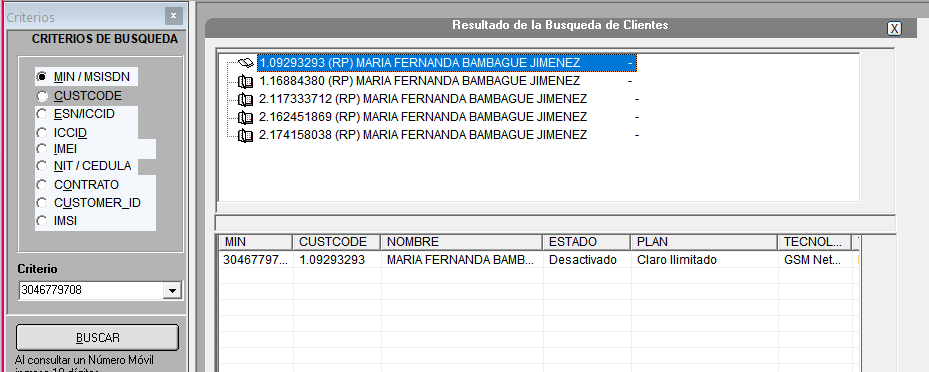 Criterios
x
CRITERIOS DE BUSQUEDA
MIN / MSISDN
CUSTCODE
ESN/ICCID
ICCID
IMEI
NIT / CEDULA
CONTRATO
CUSTOMER_ID
IMSI
Criterio
3046779708
BUSCAR
Al consultar un Número Móvil
Resultado de la Busqueda de Clientes
X
1.09293293 (RP) MARIA FERNANDA BAMBAGUE JIMENEZ -
1.16884380 (RP) MARIA FERNANDA BAMBAGUE JIMENEZ -
2.117333712 (RP) MARIA FERNANDA BAMBAGUE JIMENEZ -
2.162451869 (RP) MARIA FERNANDA BAMBAGUE JIMENEZ -
2.174158038 (RP) MARIA FERNANDA BAMBAGUE JIMENEZ -
MIN CUSTCODE NOMBRE ESTADO PLAN TECNOL...
30467797... 1.09293293 MARIA FERNANDA BAMB... Desactivado Claro Ilimitado GSM Net...